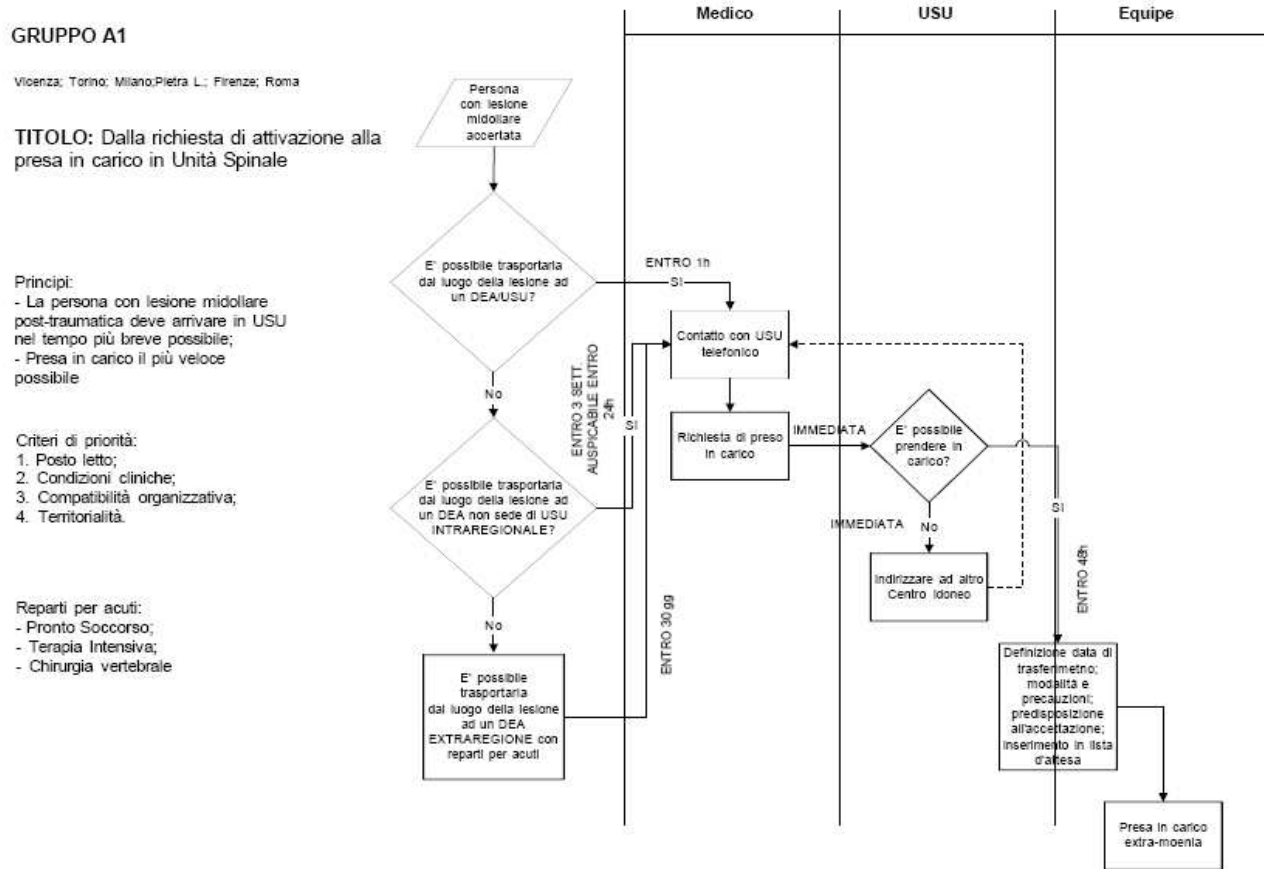 Medico
USU
Equipe
GRUPPO A1
Vicenza; Torino; Milano;Pietra L.; Firenze; Roma
TITOLO: Dalla richiesta di attivazione alla
presa in carico in Unità Spinale
Principi:
- La persona con lesione midollare
post-traumatica deve arrivare in USU
nel tempo più breve possibile;
- Presa in carico il più veloce
possibile
Criteri di priorità:
1. Posto letto;
2. Condizioni cliniche;
3. Compatibilità organizzativa;
4. Territorialità.
Reparti per acuti:
- Pronto Soccorso;
- Terapia Intensiva;
- Chirurgia vertebrale
Persona
con lesione
midollare
accertata
E' possibile trasportarla
dal luogo della lesione ad
un DEA/USU?
ENTRO 1h
SI
No
E' possibile trasportarla
dal luogo della lesione ad
un DEA non sede di USU
INTRAREGIONALE?
ENTRO 3 SETT.
AUSPICABILE ENTRO
24h
SI
No
E' possibile
trasportarla
dal luogo della lesione
ad un DEA
EXTRAREGIONE con
reparti per acuti
ENTRO 30 gg
Contatto con USU
telefonico
Richiesta di preso
in carico
IMMEDIATA
E' possibile
prendere in
carico?
IMMEDIATA
No
Indirizzare ad altro
Centro Idoneo
SI
ENTRO 48h
Definizione data di
trasferimetno;
modalità e
precauzioni;
predisposizione
all'accettazione;
inserimento in lista
d'attesa
Presa in carico
extra-moenia